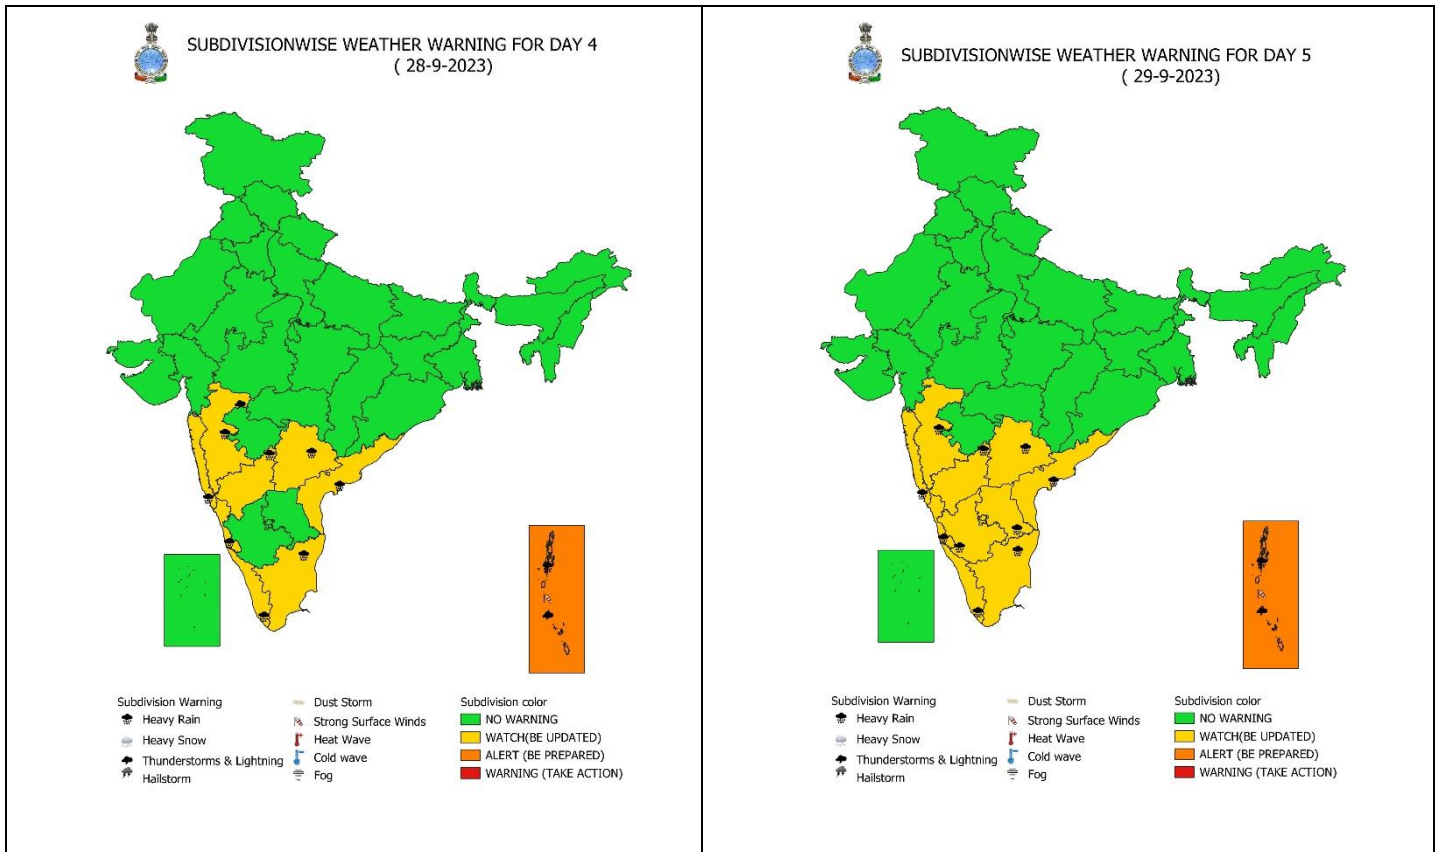 SUBDIVISIONWISE WEATHER WARNING FOR DAY 4
( 28-9-2023)
Subdivision Warning
Heavy Rain
Heavy Snow
Thunderstorms & Lightning
Hailstorm
Dust Storm
Strong Surface Winds
Heat Wave
Cold wave
Fog
Subdivision color
NO WARNING
WATCH(BE UPDATED)
ALERT (BE PREPARED)
WARNING (TAKE ACTION)
SUBDIVISIONWISE WEATHER WARNING FOR DAY 5
( 29-9-2023)
Subdivision Warning
Heavy Rain
Heavy Snow
Thunderstorms & Lightning
Hailstorm
Dust Storm
Strong Surface Winds
Heat Wave
Cold wave
Fog
Subdivision color
NO WARNING
WATCH(BE UPDATED)
ALERT (BE PREPARED)
WARNING (TAKE ACTION)